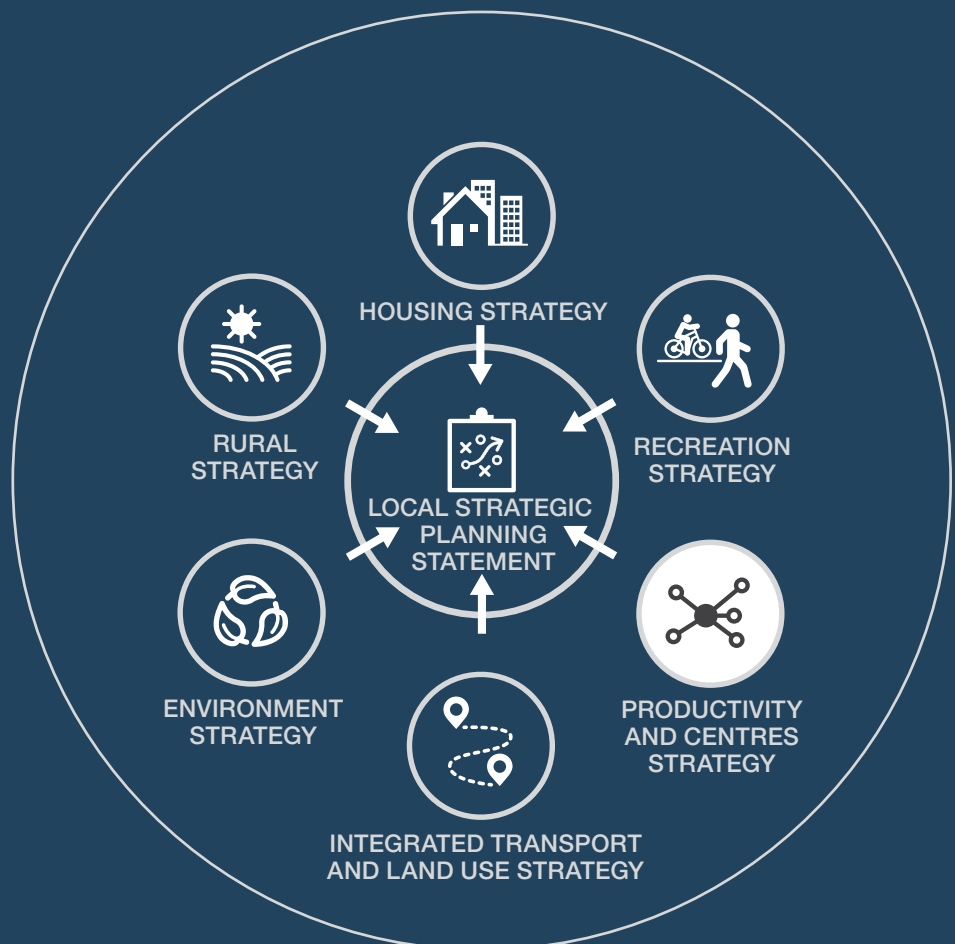 HOUSING STRATEGY
RURAL
STRATEGY
RECREATION
STRATEGY
LOCAL STRATEGIC
PLANNING
STATEMENT
ENVIRONMENT
STRATEGY
PRODUCTIVITY
AND CENTRES
STRATEGY
INTEGRATED TRANSPORT
AND LAND USE STRATEGY